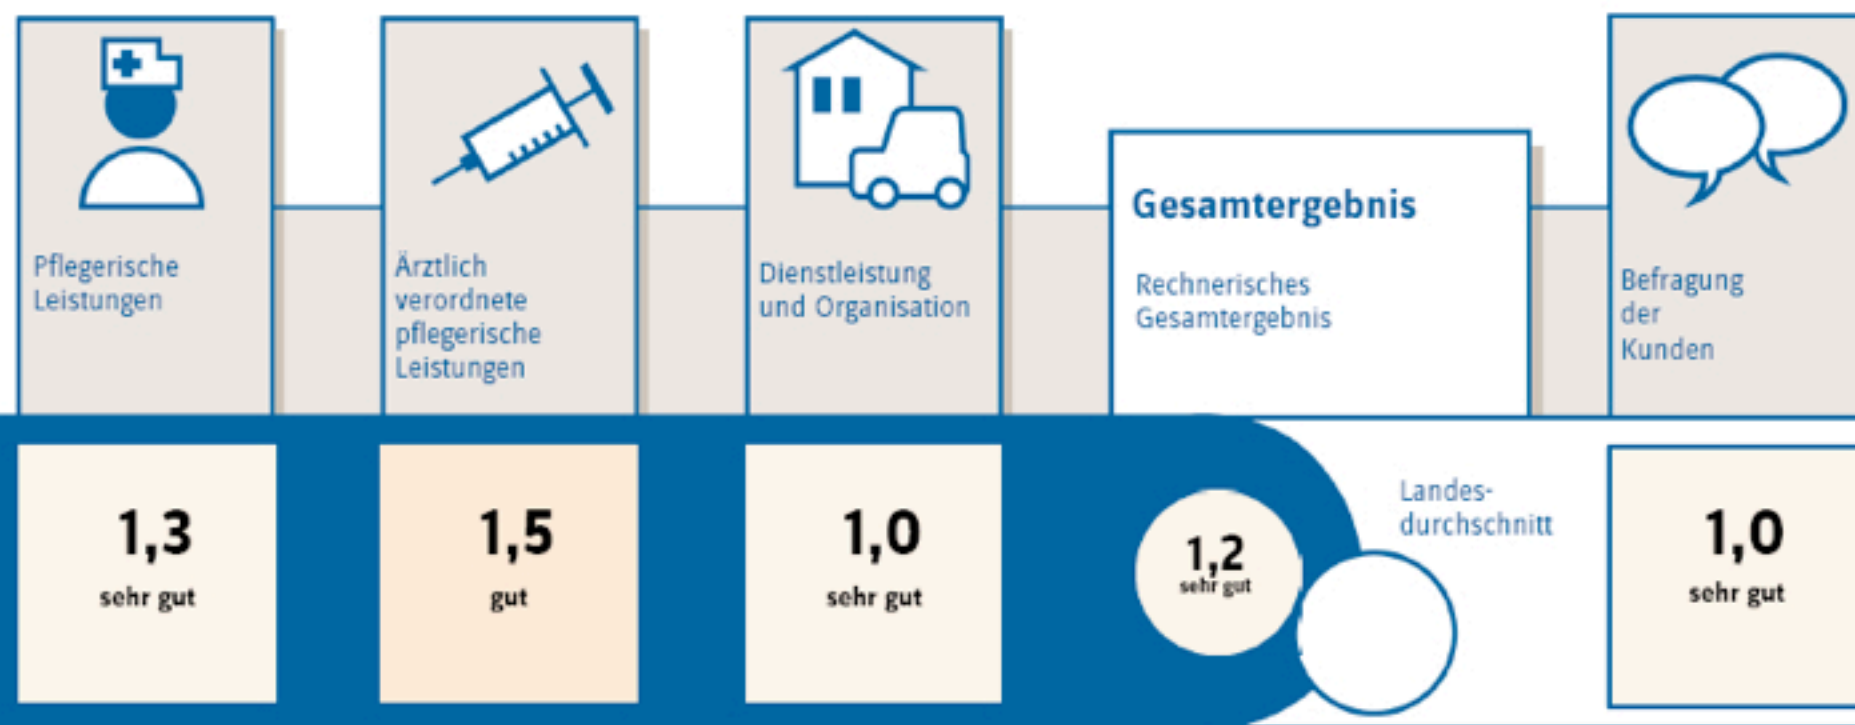 Pflegerische
Leistungen
Ärztlich
verordnete
pflegerische
Leistungen
Dienstleistung
und Organisation
Gesamtergebnis
Rechnerisches
Gesamtergebnis
Befragung
der
Kunden
1,3
sehr gut
1,5
gut
1,0
sehr gut
1,2
sehr gut
Landes-
durchschnitt
1,0
sehr gut